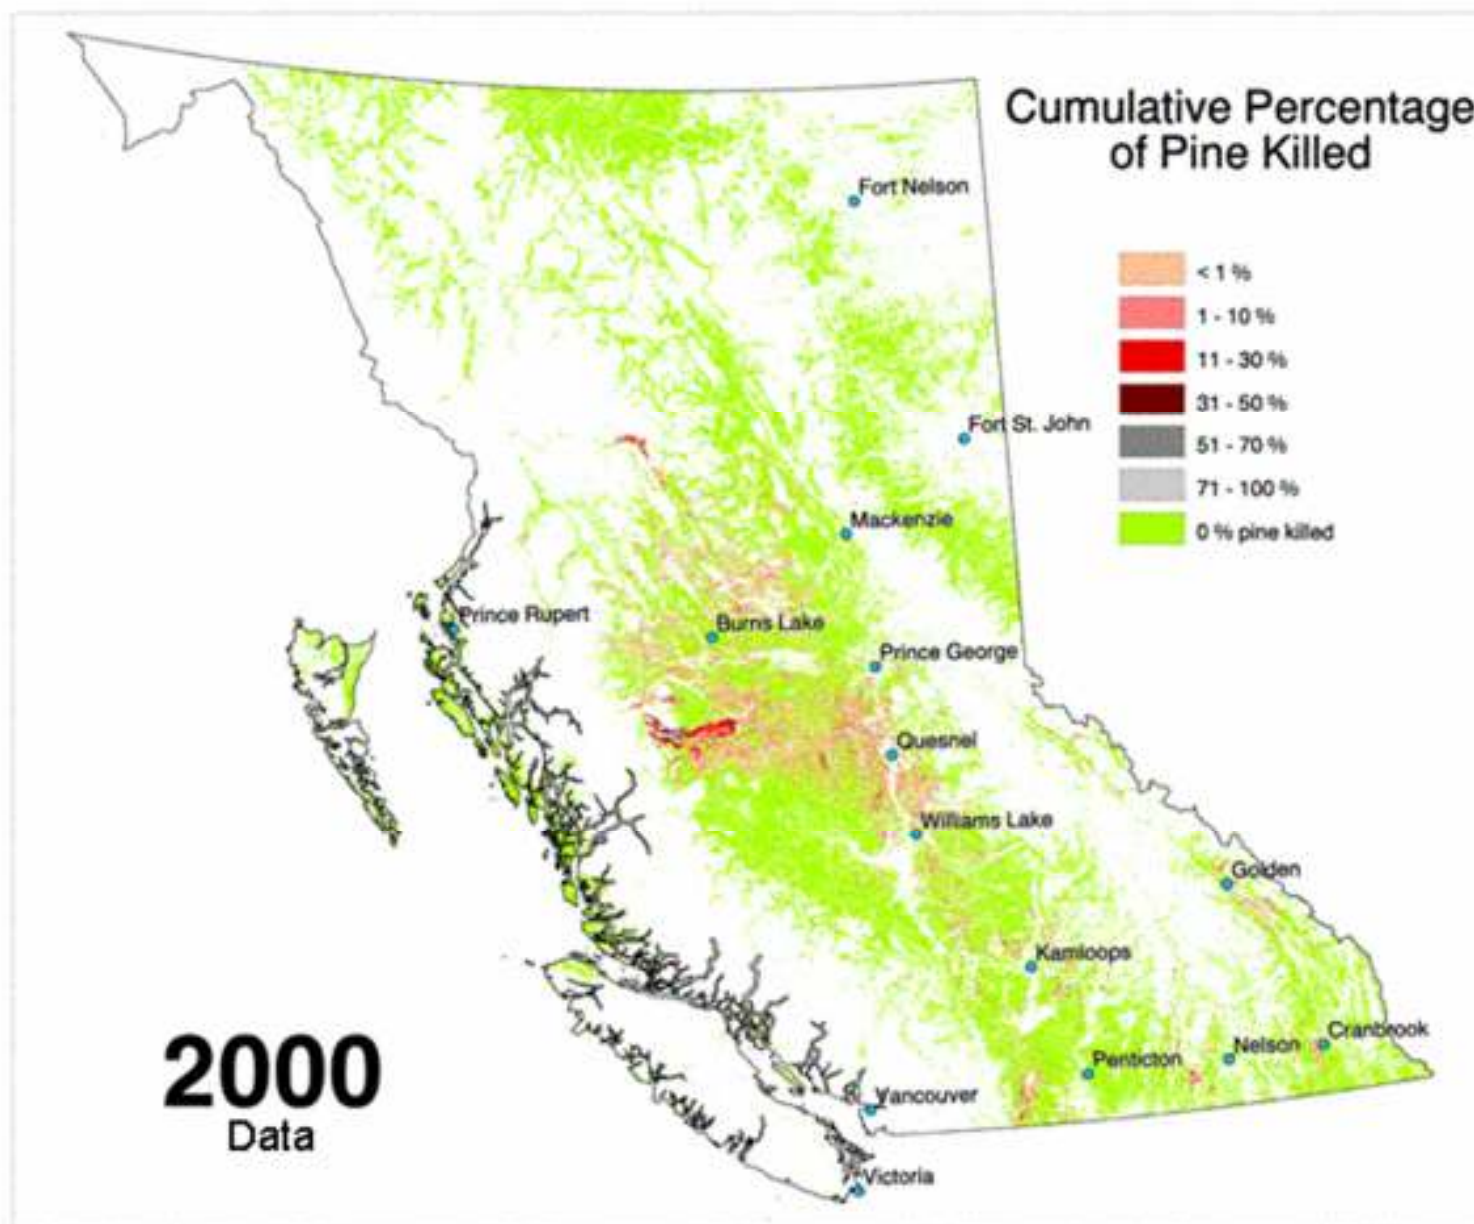 Cumulative Percentage
of Pine Killed
Fort Nelson
< 1 %
1 - 10 %
11 - 30 %
31 - 50 %
51 - 70 %
71 - 100 %
0 % pine killed
Fort St. John
Mackenzie
Prince Rupert
Burns Lake
Prince George
Quesnel
Williams Lake
Golden
Kamloops
Cranbrook
Nelson
Penticton
Vancouver
Victoria
2000
Data